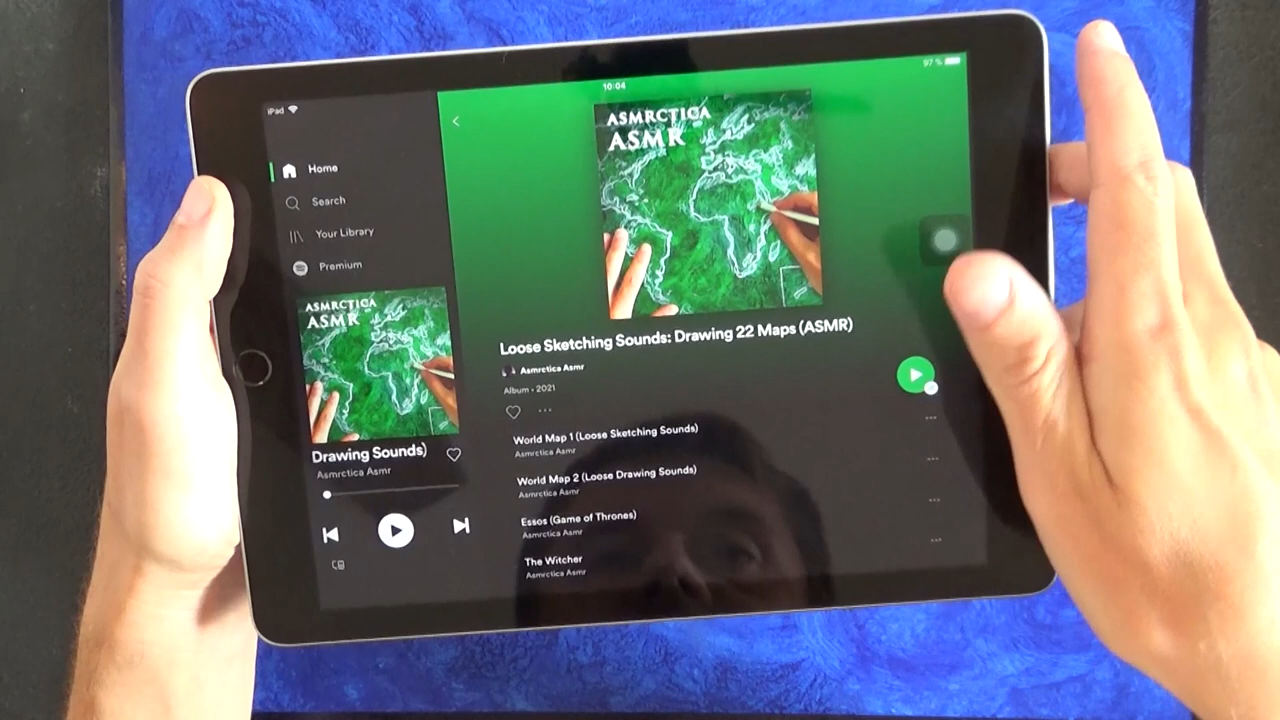 iPad
10:04
97 %
Home
Search
Your Library
Premium
ASMRCTICA
ASMR
Drawing Sounds)
Asmrctica Asmr
ASMRCTICA
ASMR
Loose Sketching Sounds: Drawing 22 Maps (ASMR)
Asmrctica Asmr
Album • 2021
World Map 1 (Loose Sketching Sounds)
Asmrctica Asmr
World Map 2 (Loose Drawing Sounds)
Asmrctica Asmr
Essos (Game of Thrones)
Asmrctica Asmr
The Witcher
Asmrctica Asmr